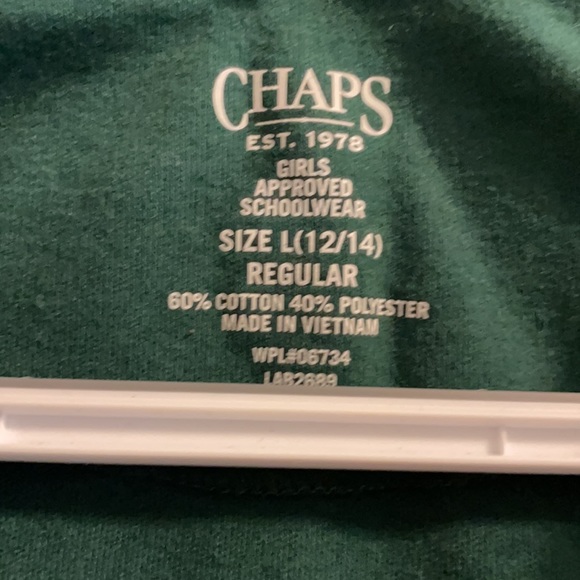 CHAPS
EST. 1978
GIRLS
APPROVED
SCHOOLWEAR
SIZE L(12/14)
REGULAR
60% COTTON 40% POLYESTER
MADE IN VIETNAM
WPL#06734
LAB2689